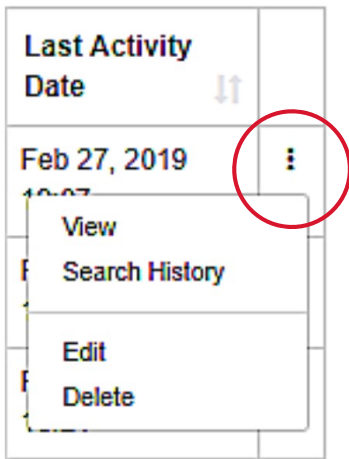 Last Activity
Date
Feb 27, 2019
View
Search History
Edit
Delete